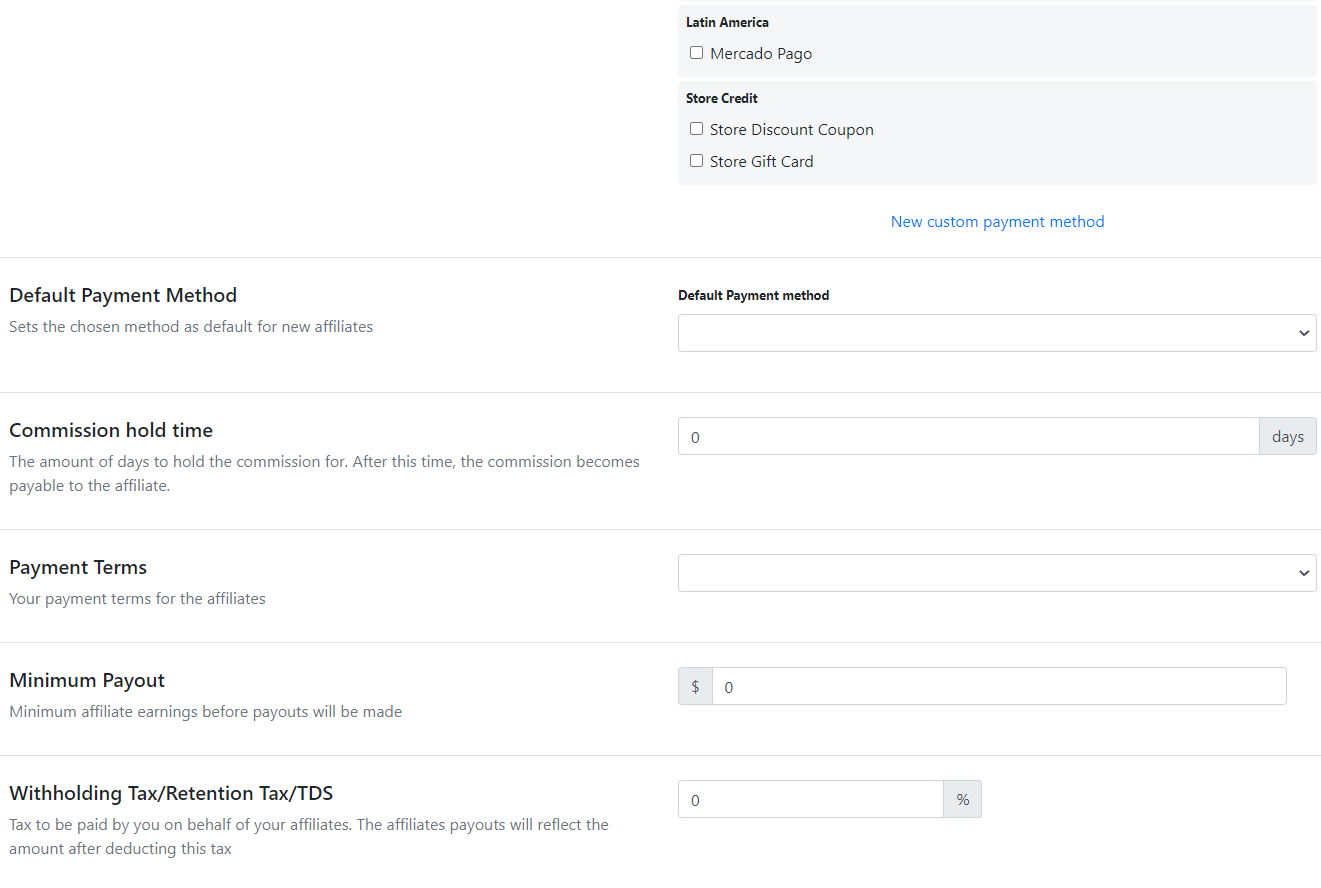 Latin America
Mercado Pago
Store Credit
Store Discount Coupon
Store Gift Card
New custom payment method
Default Payment Method
Sets the chosen method as default for new affiliates
Default Payment method
Commission hold time
The amount of days to hold the commission for. After this time, the commission becomes
payable to the affiliate.
0
days
Payment Terms
Your payment terms for the affiliates
Minimum Payout
Minimum affiliate earnings before payouts will be made
$
0
Withholding Tax/Retention Tax/TDS
Tax to be paid by you on behalf of your affiliates. The affiliates payouts will reflect the
amount after deducting this tax
0
%